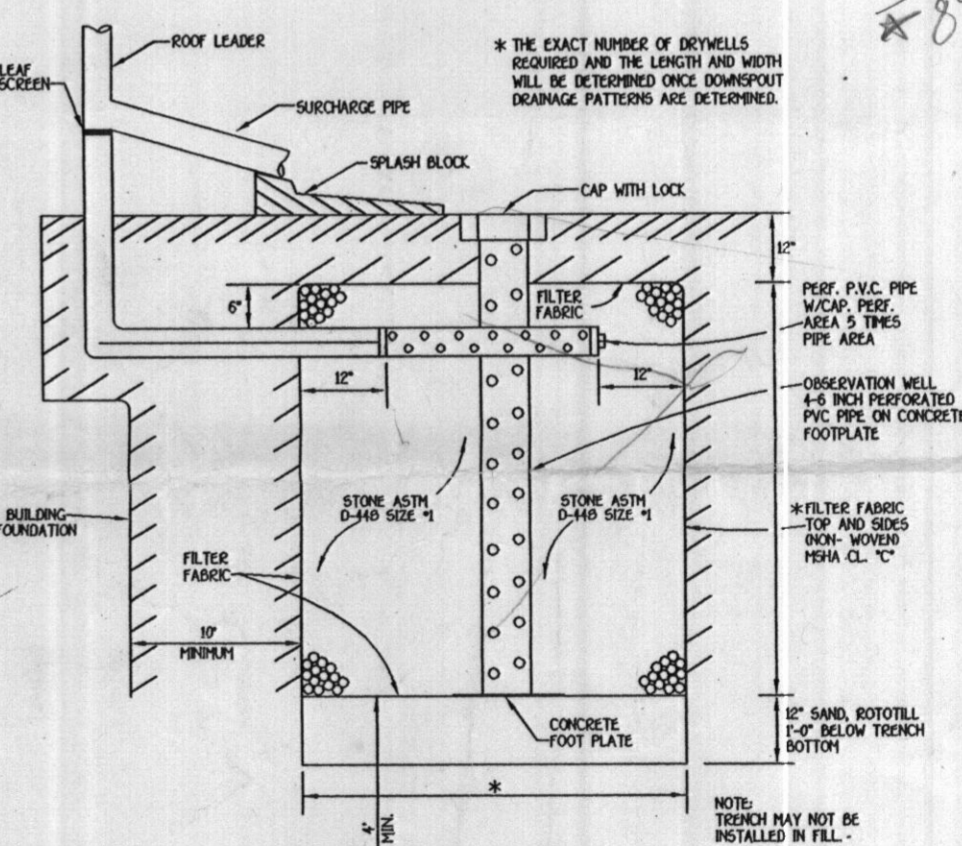 8
ROOF LEADER
LEAF
SCREEN
SURCHARGE PIPE
SPLASH BLOCK
* THE EXACT NUMBER OF DRYWELLS
REQUIRED AND THE LENGTH AND WIDTH
WILL BE DETERMINED ONCE DOWNSPOUT
DRAINAGE PATTERNS ARE DETERMINED.
CAP WITH LOCK
12"
6"
FILTER
FABRIC
PERF. P.V.C. PIPE
W/CAP. PERF.
AREA 5 TIMES
PIPE AREA
12"
12"
OBSERVATION WELL
4-6 INCH PERFORATED
PVC PIPE ON CONCRETE
FOOTPLATE
STONE ASTM
D-448 SIZE #1
STONE ASTM
D-448 SIZE #1
BUILDING
FOUNDATION
* FILTER FABRIC
TOP AND SIDES
(NON- WOVEN)
MSHA CL. "C"
FILTER
FABRIC
10'
MINIMUM
CONCRETE
FOOT PLATE
12" SAND, ROTOTILL
1'-0" BELOW TRENCH
BOTTOM
*
4'
MIN.
NOTE:
TRENCH MAY NOT BE
INSTALLED IN FILL -